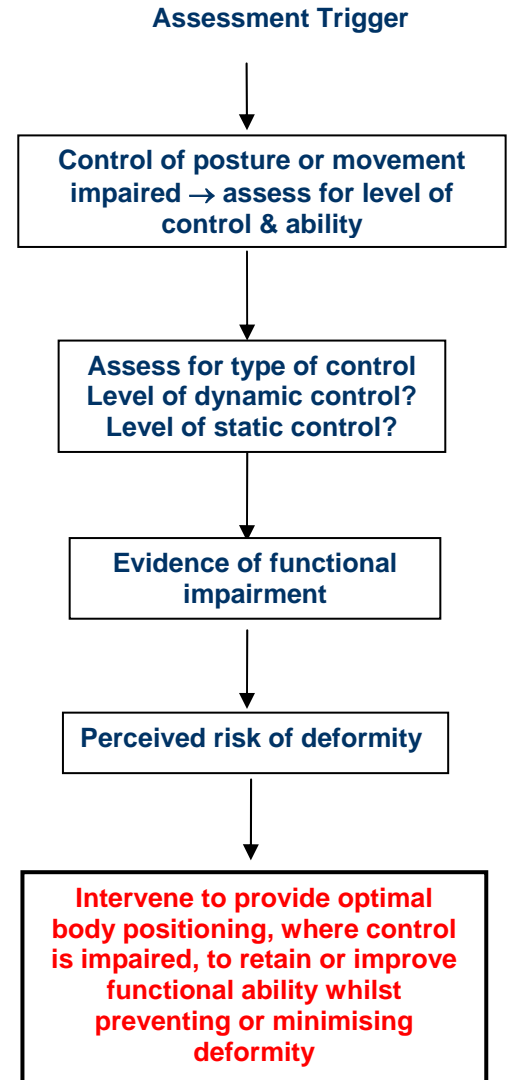 Assessment Trigger
Control of posture or movement
impaired → assess for level of
control & ability
Assess for type of control
Level of dynamic control?
Level of static control?
Evidence of functional
impairment
Perceived risk of deformity
Intervene to provide optimal
body positioning, where control
is impaired, to retain or improve
functional ability whilst
preventing or minimising
deformity